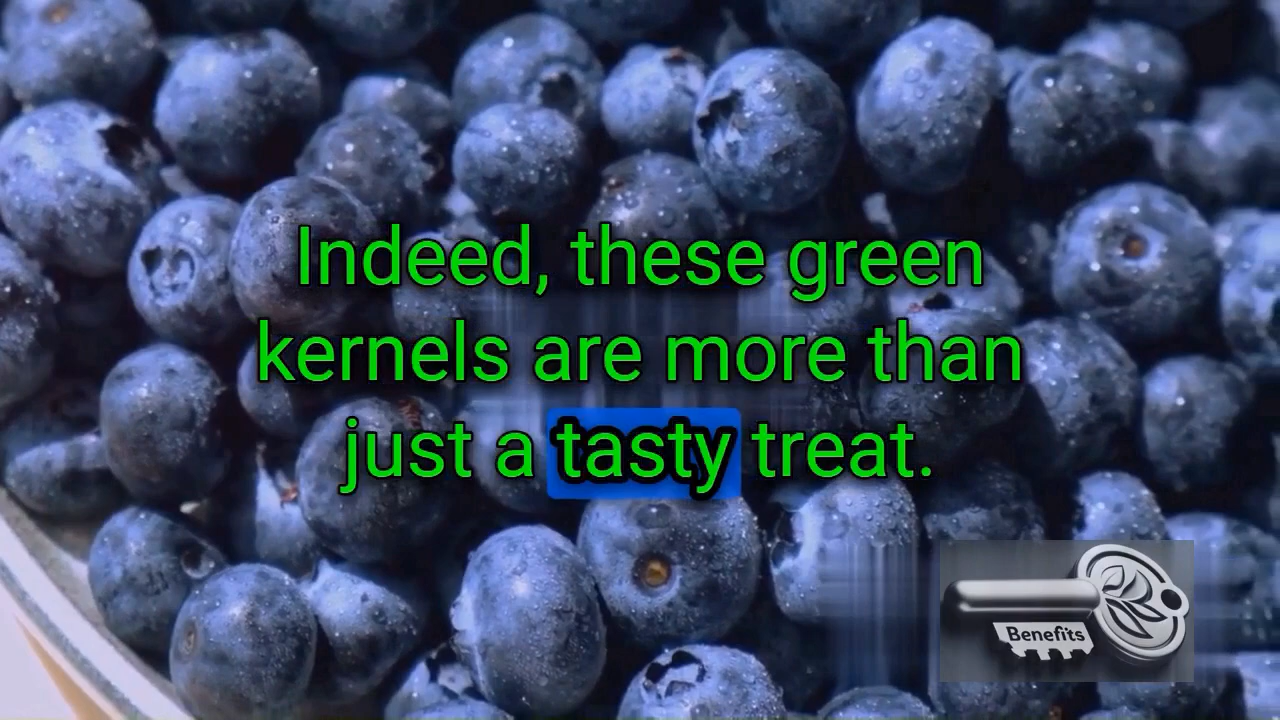 Indeed, these green
kernels are more than
just a tasty treat.
Benefits